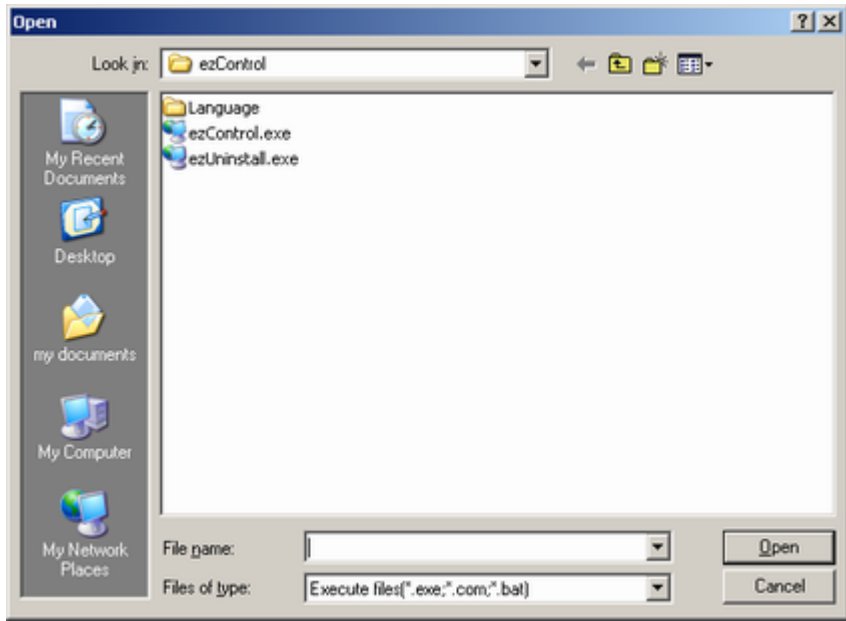 Open
Look in: ezControl
Language
ezControl.exe
ezUninstall.exe
My Recent
Documents
Desktop
my documents
My Computer
My Network
Places
File name:
Open
Files of type: Execute files(*.exe;*.com;*.bat)
Cancel